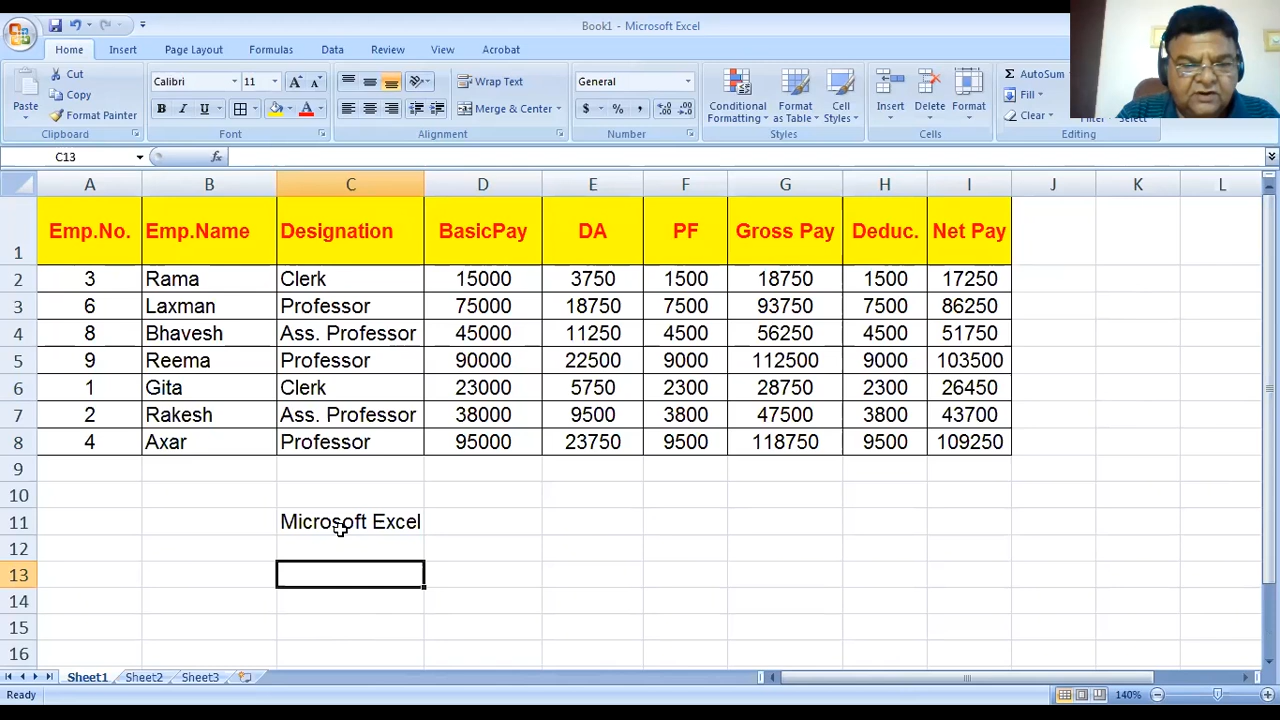 Book1 - Microsoft Excel
Home Insert Page Layout Formulas Data Review View Acrobat
Paste Cut Copy Format Painter Clipboard
Calibri 11 A A B I U A Font
Wrap Text Merge & Center Alignment
General $ % , Number
Conditional Formatting Format as Table Cell Styles Styles
Insert Delete Format Cells
Σ AutoSum Fill Clear Editing
C13 fx
A B C D E F G H I J K L
1 Emp.No. Emp.Name Designation BasicPay DA PF Gross Pay Deduc. Net Pay
2 3 Rama Clerk 15000 3750 1500 18750 1500 17250
3 6 Laxman Professor 75000 18750 7500 93750 7500 86250
4 8 Bhavesh Ass. Professor 45000 11250 4500 56250 4500 51750
5 9 Reema Professor 90000 22500 9000 112500 9000 103500
6 1 Gita Clerk 23000 5750 2300 28750 2300 26450
7 2 Rakesh Ass. Professor 38000 9500 3800 47500 3800 43700
8 4 Axar Professor 95000 23750 9500 118750 9500 109250
9
10
11 Microsoft Excel
12
13
14
15
16
Sheet1 Sheet2 Sheet3
Ready 140%